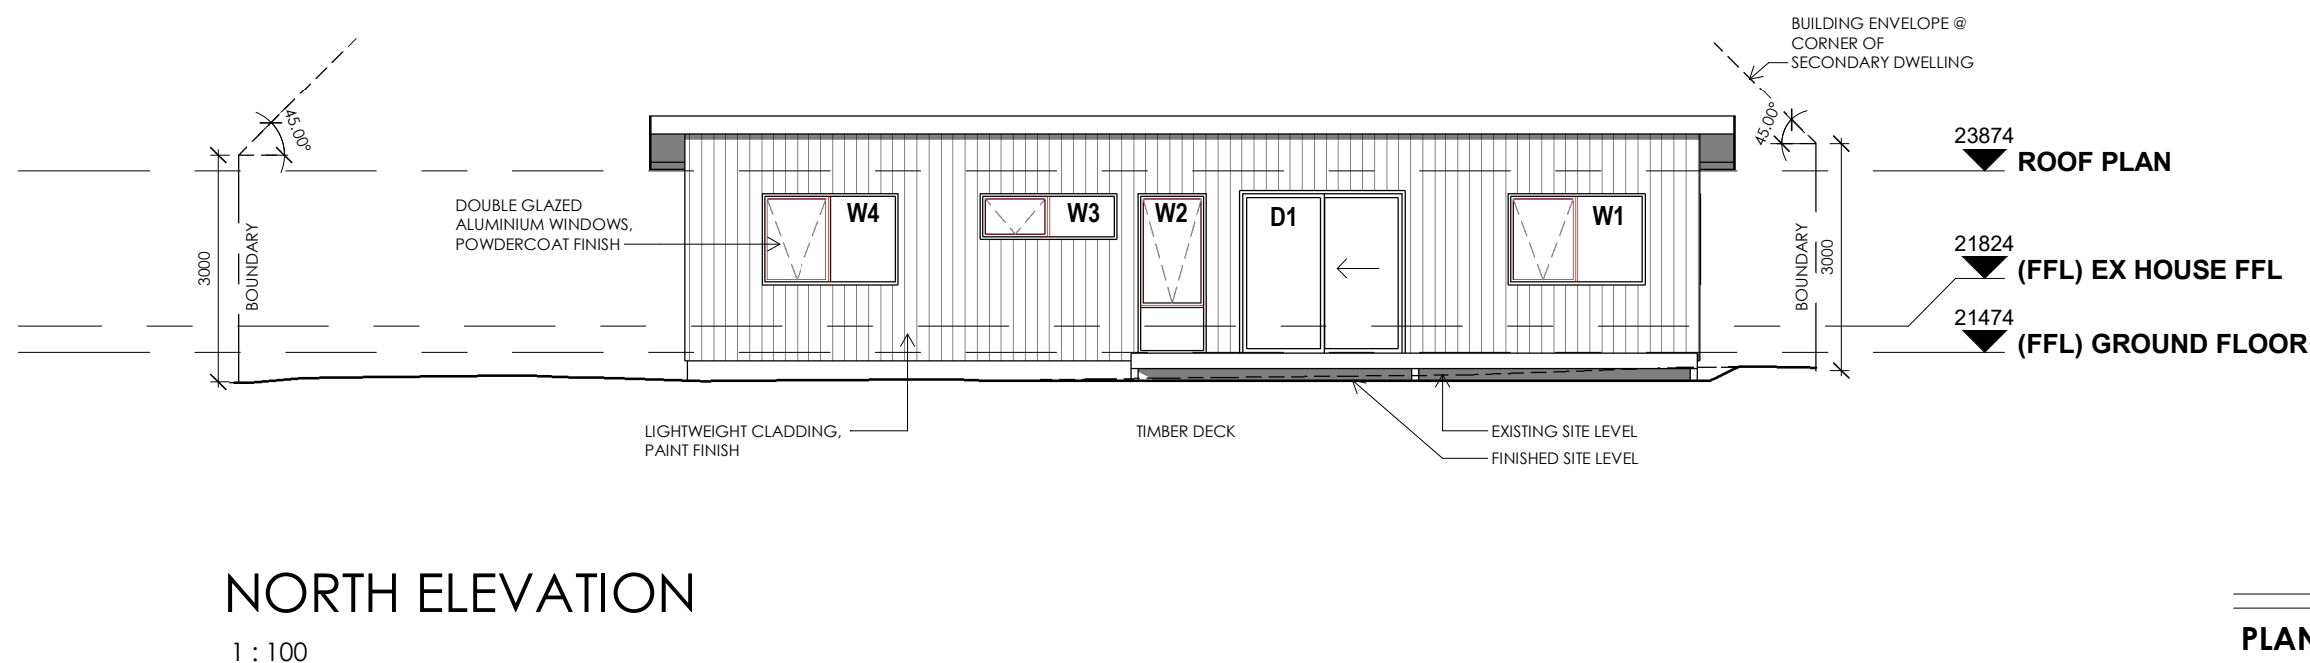 BUILDING ENVELOPE @
CORNER OF
SECONDARY DWELLING
45.00°
45.00°
23874
ROOF PLAN
DOUBLE GLAZED
ALUMINIUM WINDOWS,
POWDERCOAT FINISH
W4
W3
W2
D1
W1
3000
BOUNDARY
BOUNDARY
3000
21824
(FFL) EX HOUSE FFL
21474
(FFL) GROUND FLOOR
LIGHTWEIGHT CLADDING,
PAINT FINISH
TIMBER DECK
EXISTING SITE LEVEL
FINISHED SITE LEVEL
NORTH ELEVATION
1 : 100
PLAN